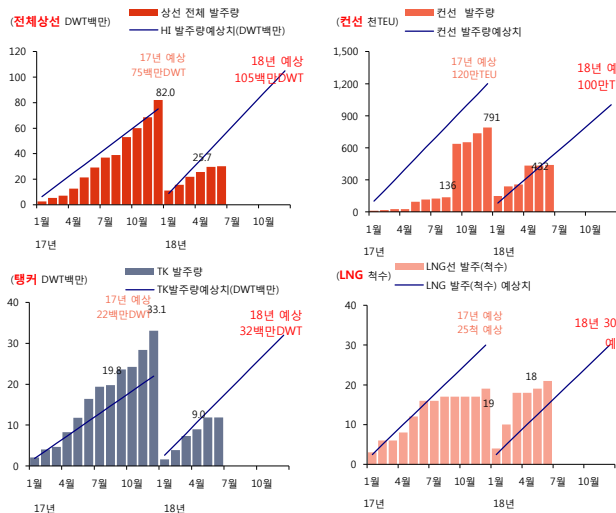 (전체상선 DWT백만)
상선 전체 발주량
HI 발주량예상치(DWT백만)
17년 예상
75백만DWT
18년 예상
105백만DWT
82.0
25.7
120
100
80
60
40
20
0
1월 4월 7월 10월 1월 4월 7월 10월
17년 18년
(컨선 천TEU)
컨선 발주량
컨선 발주량예상치
17년 예상
120만TEU
18년 예
100만T
791
136
432
1,500
1,200
900
600
300
0
1월 4월 7월 10월 1월 4월 7월 10월
17년 18년
(탱커 DWT백만)
TK 발주량
TK발주량예상치(DWT백만)
17년 예상
22백만DWT
18년 예상
32백만DWT
33.1
19.8
9.0
40
30
20
10
0
1월 4월 7월 10월 1월 4월 7월 10월
17년 18년
(LNG 척수)
LNG선 발주(척수)
LNG 발주(척수) 예상치
17년 예상
25척 예상
18년 30
예
18
19
40
30
20
10
0
1월 4월 7월 10월 1월 4월 7월 10월
17년 18년